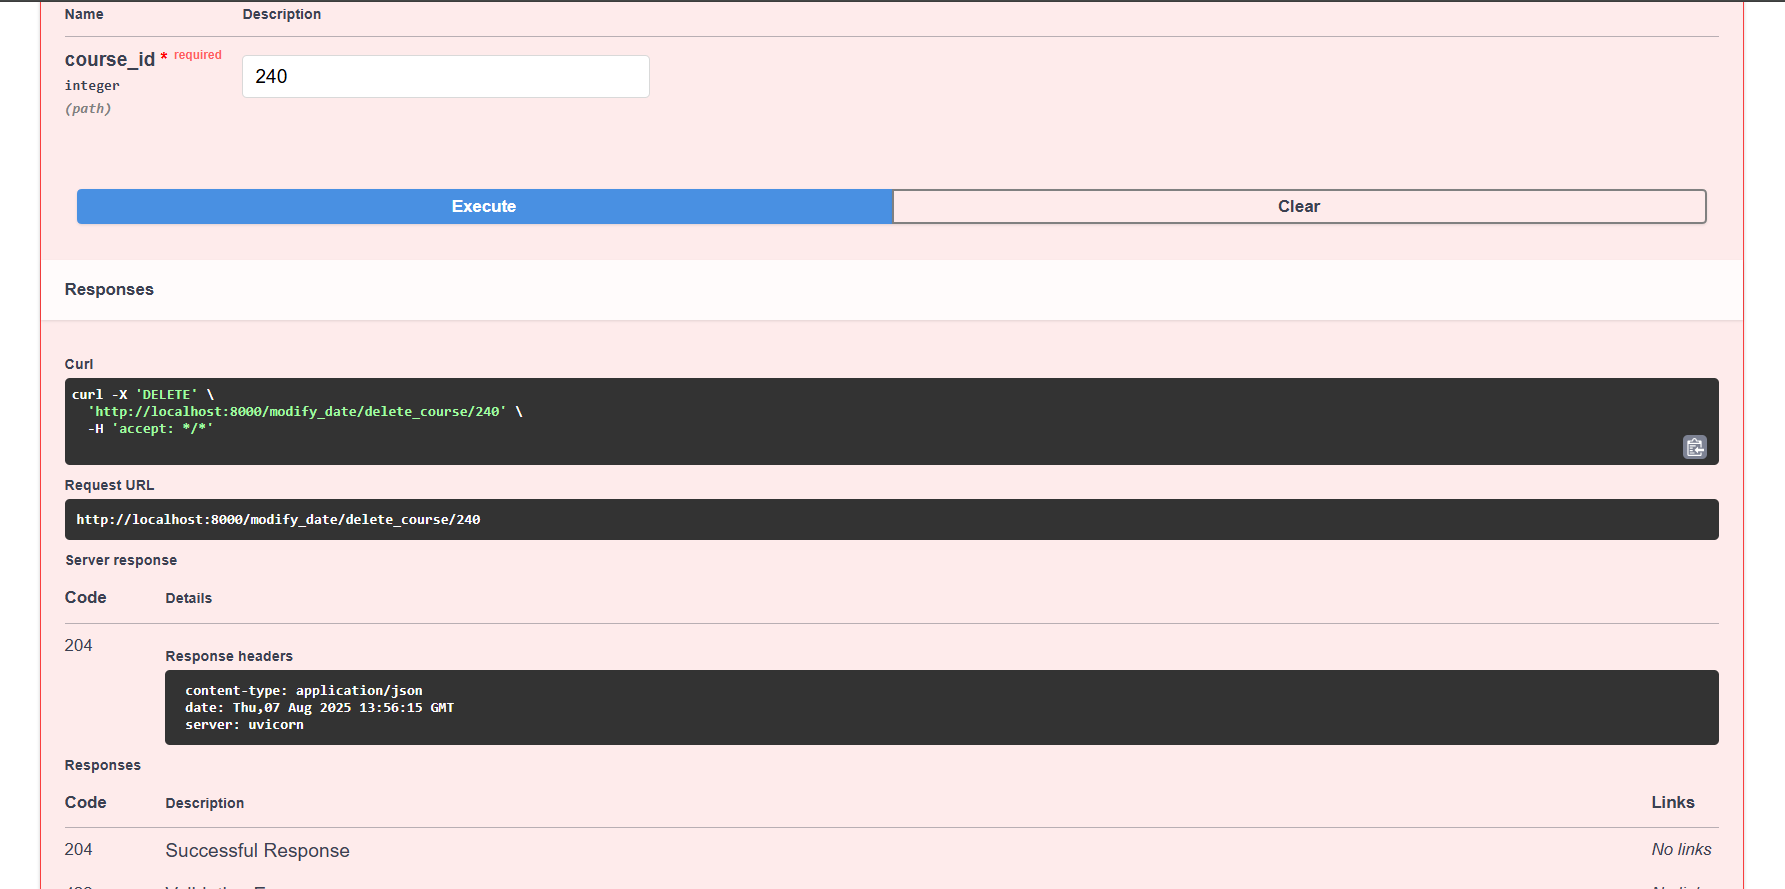 Name Description
course_id * required
240
integer
(path)
Execute Clear
Responses
Curl
curl -X 'DELETE' \
'http://localhost:8000/modify_date/delete_course/240' \
-H 'accept: */*'
Request URL
http://localhost:8000/modify_date/delete_course/240
Server response
Code Details
204
Response headers
content-type: application/json
date: Thu,07 Aug 2025 13:56:15 GMT
server: uvicorn
Responses
Code Description Links
204 Successful Response No links